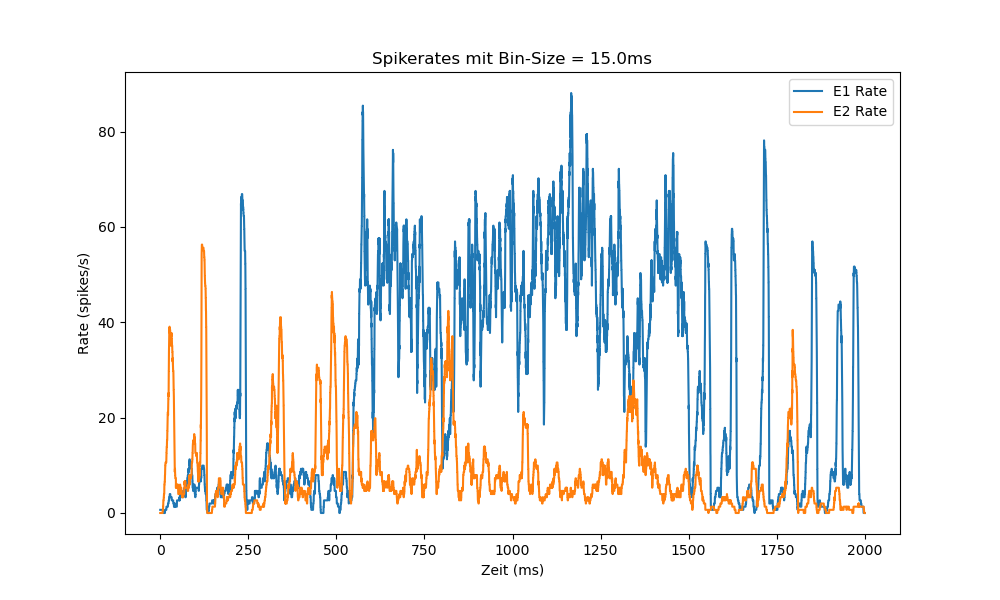 Spikerates mit Bin-Size = 15.0ms
E1 Rate
E2 Rate
Rate (spikes/s)
80
60
40
20
0
0 250 500 750 1000 1250 1500 1750 2000
Zeit (ms)